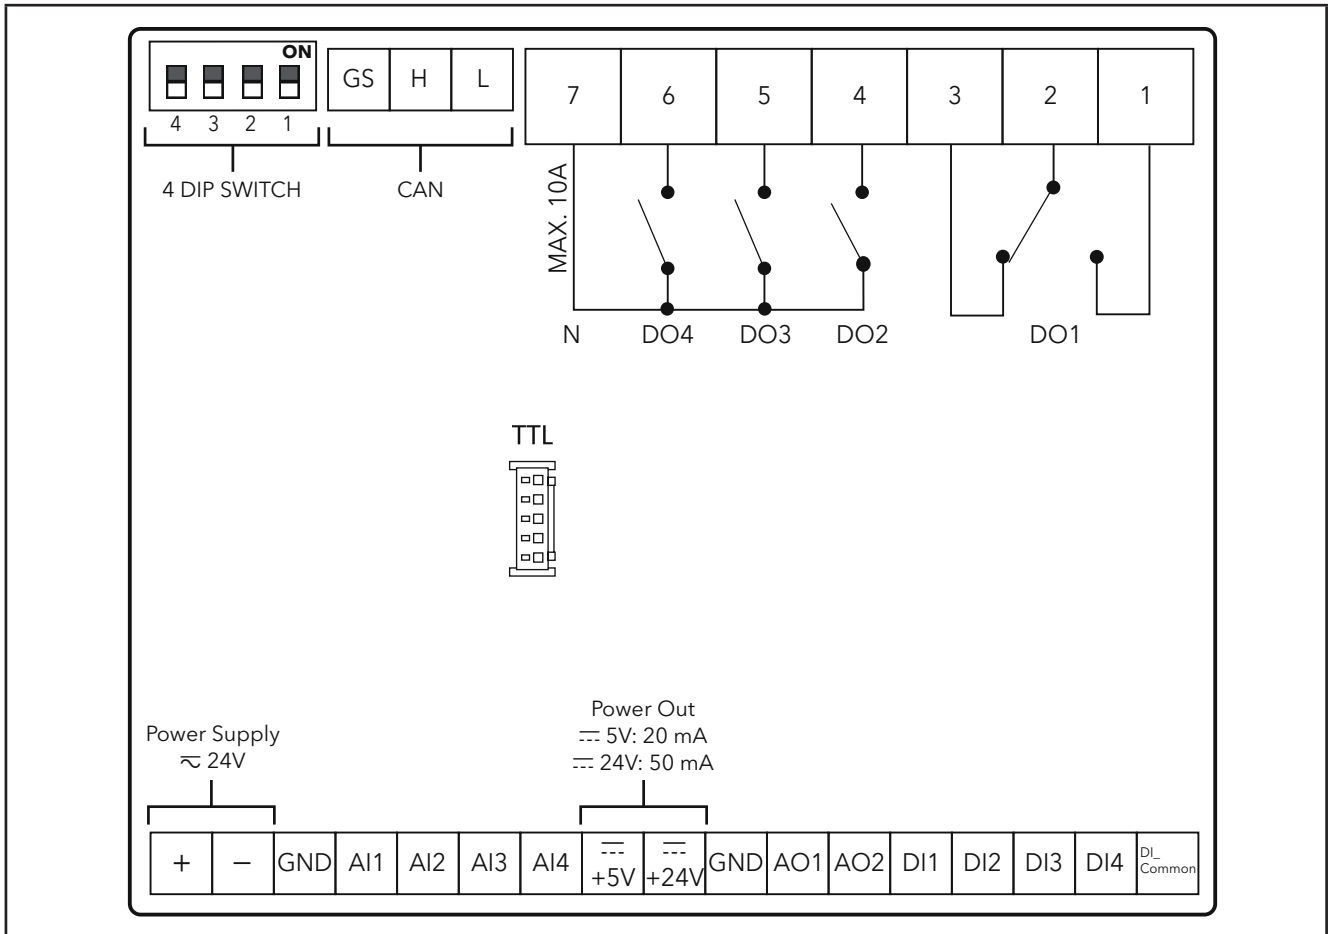 ON
4 3 2 1
4 DIP SWITCH
GS H L
CAN
7 6 5 4 3 2 1
MAX. 10A
N DO4 DO3 DO2 DO1
TTL
Power Supply
⏦ 24V
Power Out
⎓ 5V: 20 mA
⎓ 24V: 50 mA
+ − GND AI1 AI2 AI3 AI4 ⎓ +5V ⎓ +24V GND AO1 AO2 DI1 DI2 DI3 DI4 DI_
Common